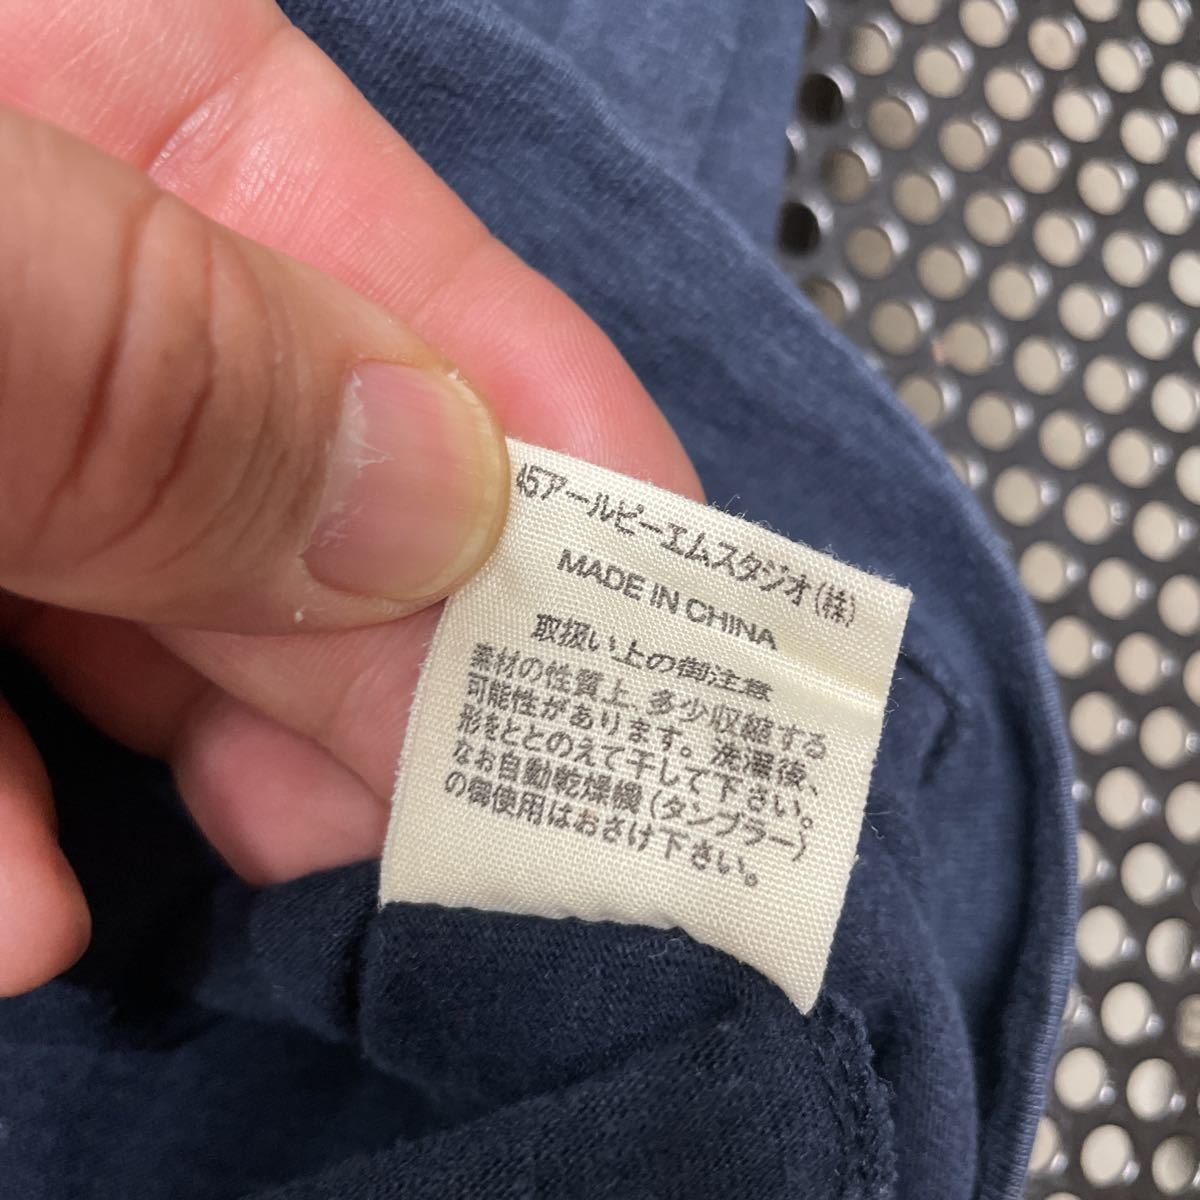 45アールピーエムスタジオ(株)
MADE IN CHINA
取扱い上の御注意
素材の性質上、多少収縮する
可能性があります。洗濯後、
形をととのえて干して下さい。
なお自動乾燥機(タンブラー)
の御使用はおさけ下さい。